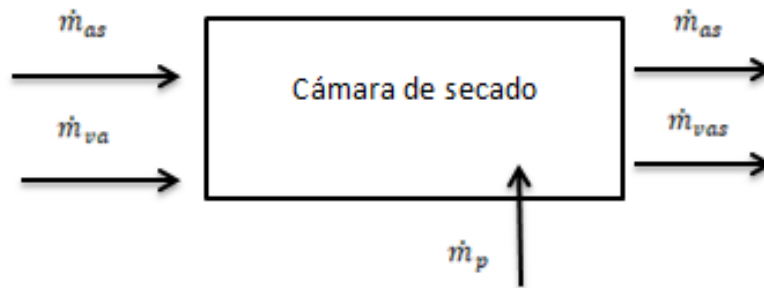 ṁ_as ṁ_as
Cámara de secado
ṁ_va ṁ_vas
ṁ_p